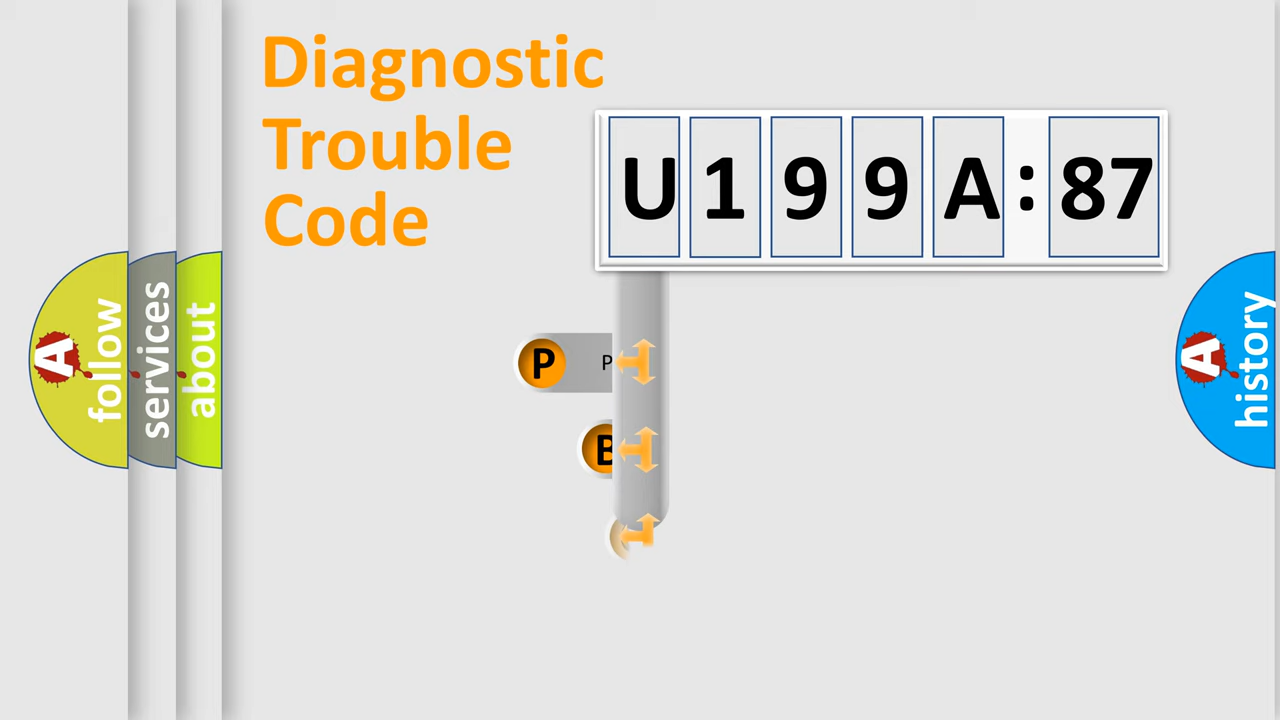 Diagnostic
Trouble
Code
U199A:87
P
P
B
A
follow
services
about
A
history